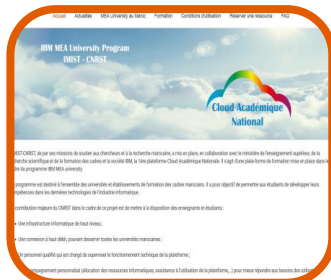 Accueil Actualités MEA University au Maroc Formation Conditions d'utilisation Réserver une ressource FAQ
IBM MEA University Program
IMIST - CNRST
Cloud Académique
National
MIST-CNRST, de par ses missions de soutien aux chercheurs et à la recherche marocaine, a mis en place, en collaboration avec le ministère de l'enseignement supérieur, de la
cherche scientifique et de la formation des cadres et la société IBM, la 1ère plateforme Cloud Académique Nationale. Il s'agit d'une plate-forme de formation mise en place dans le
dre du programme IBM MEA university.
programme est destiné à l'ensemble des universités et établissements de formation des cadres marocains. Il a pour objectif de permettre aux étudiants de développer leurs
mpétences dans les dernières technologies de l'industrie informatique.
contribution majeure du CNRST dans le cadre de ce projet est de mettre à la disposition des enseignants et étudiants :
Une infrastructure informatique de haut niveau ;
Une connexion à haut débit, pouvant desservir toutes les universités marocaines ;
n personnel qualifié qui est chargé de superviser le fonctionnement technique de la plateforme ;
compagnement personnalisé (allocation des ressources informatiques, assistance à l'utilisation de la plateforme, ..) pour mieux répondre aux besoins des utilis